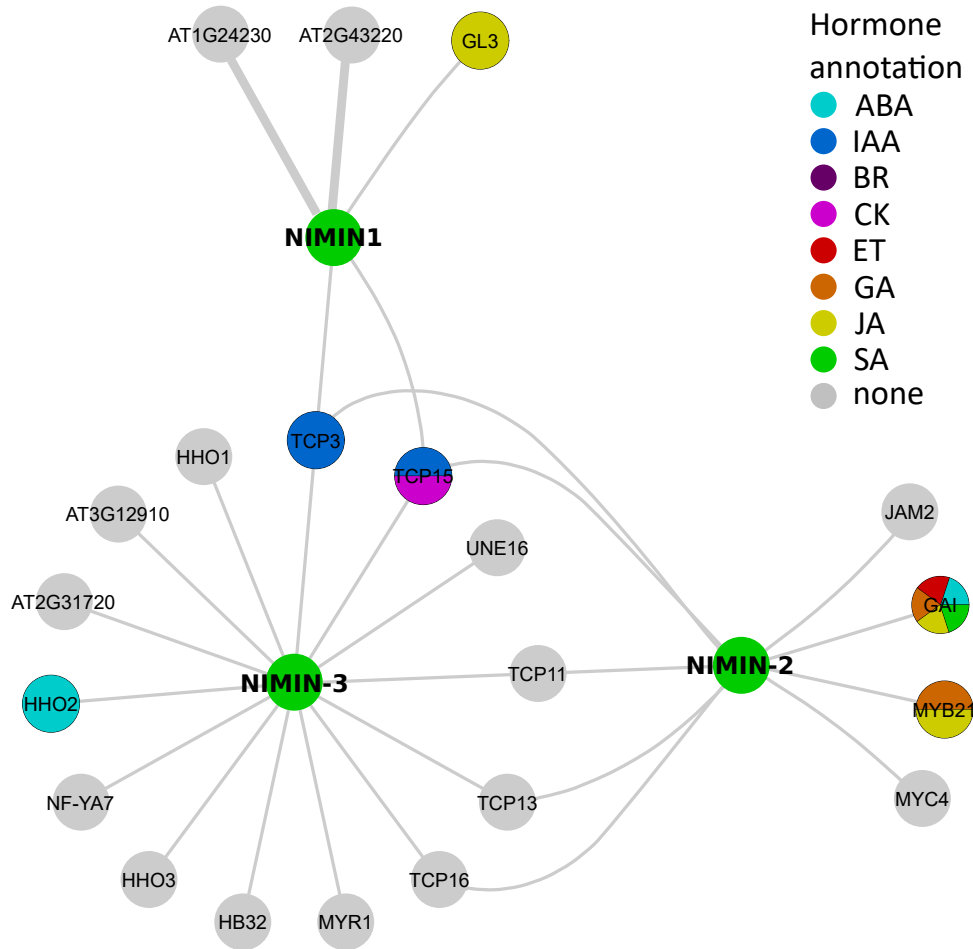 AT1G24230
AT2G43220
GL3
NIMIN1
TCP3
HHO1
TCP15
AT3G12910
UNE16
AT2G31720
TCP11
NIMIN-3
NIMIN-2
HHO2
NF-YA7
TCP13
HHO3
TCP16
HB32
MYR1
JAM2
GAI
MYB21
MYC4
Hormone
annotation
ABA
IAA
BR
CK
ET
GA
JA
SA
none